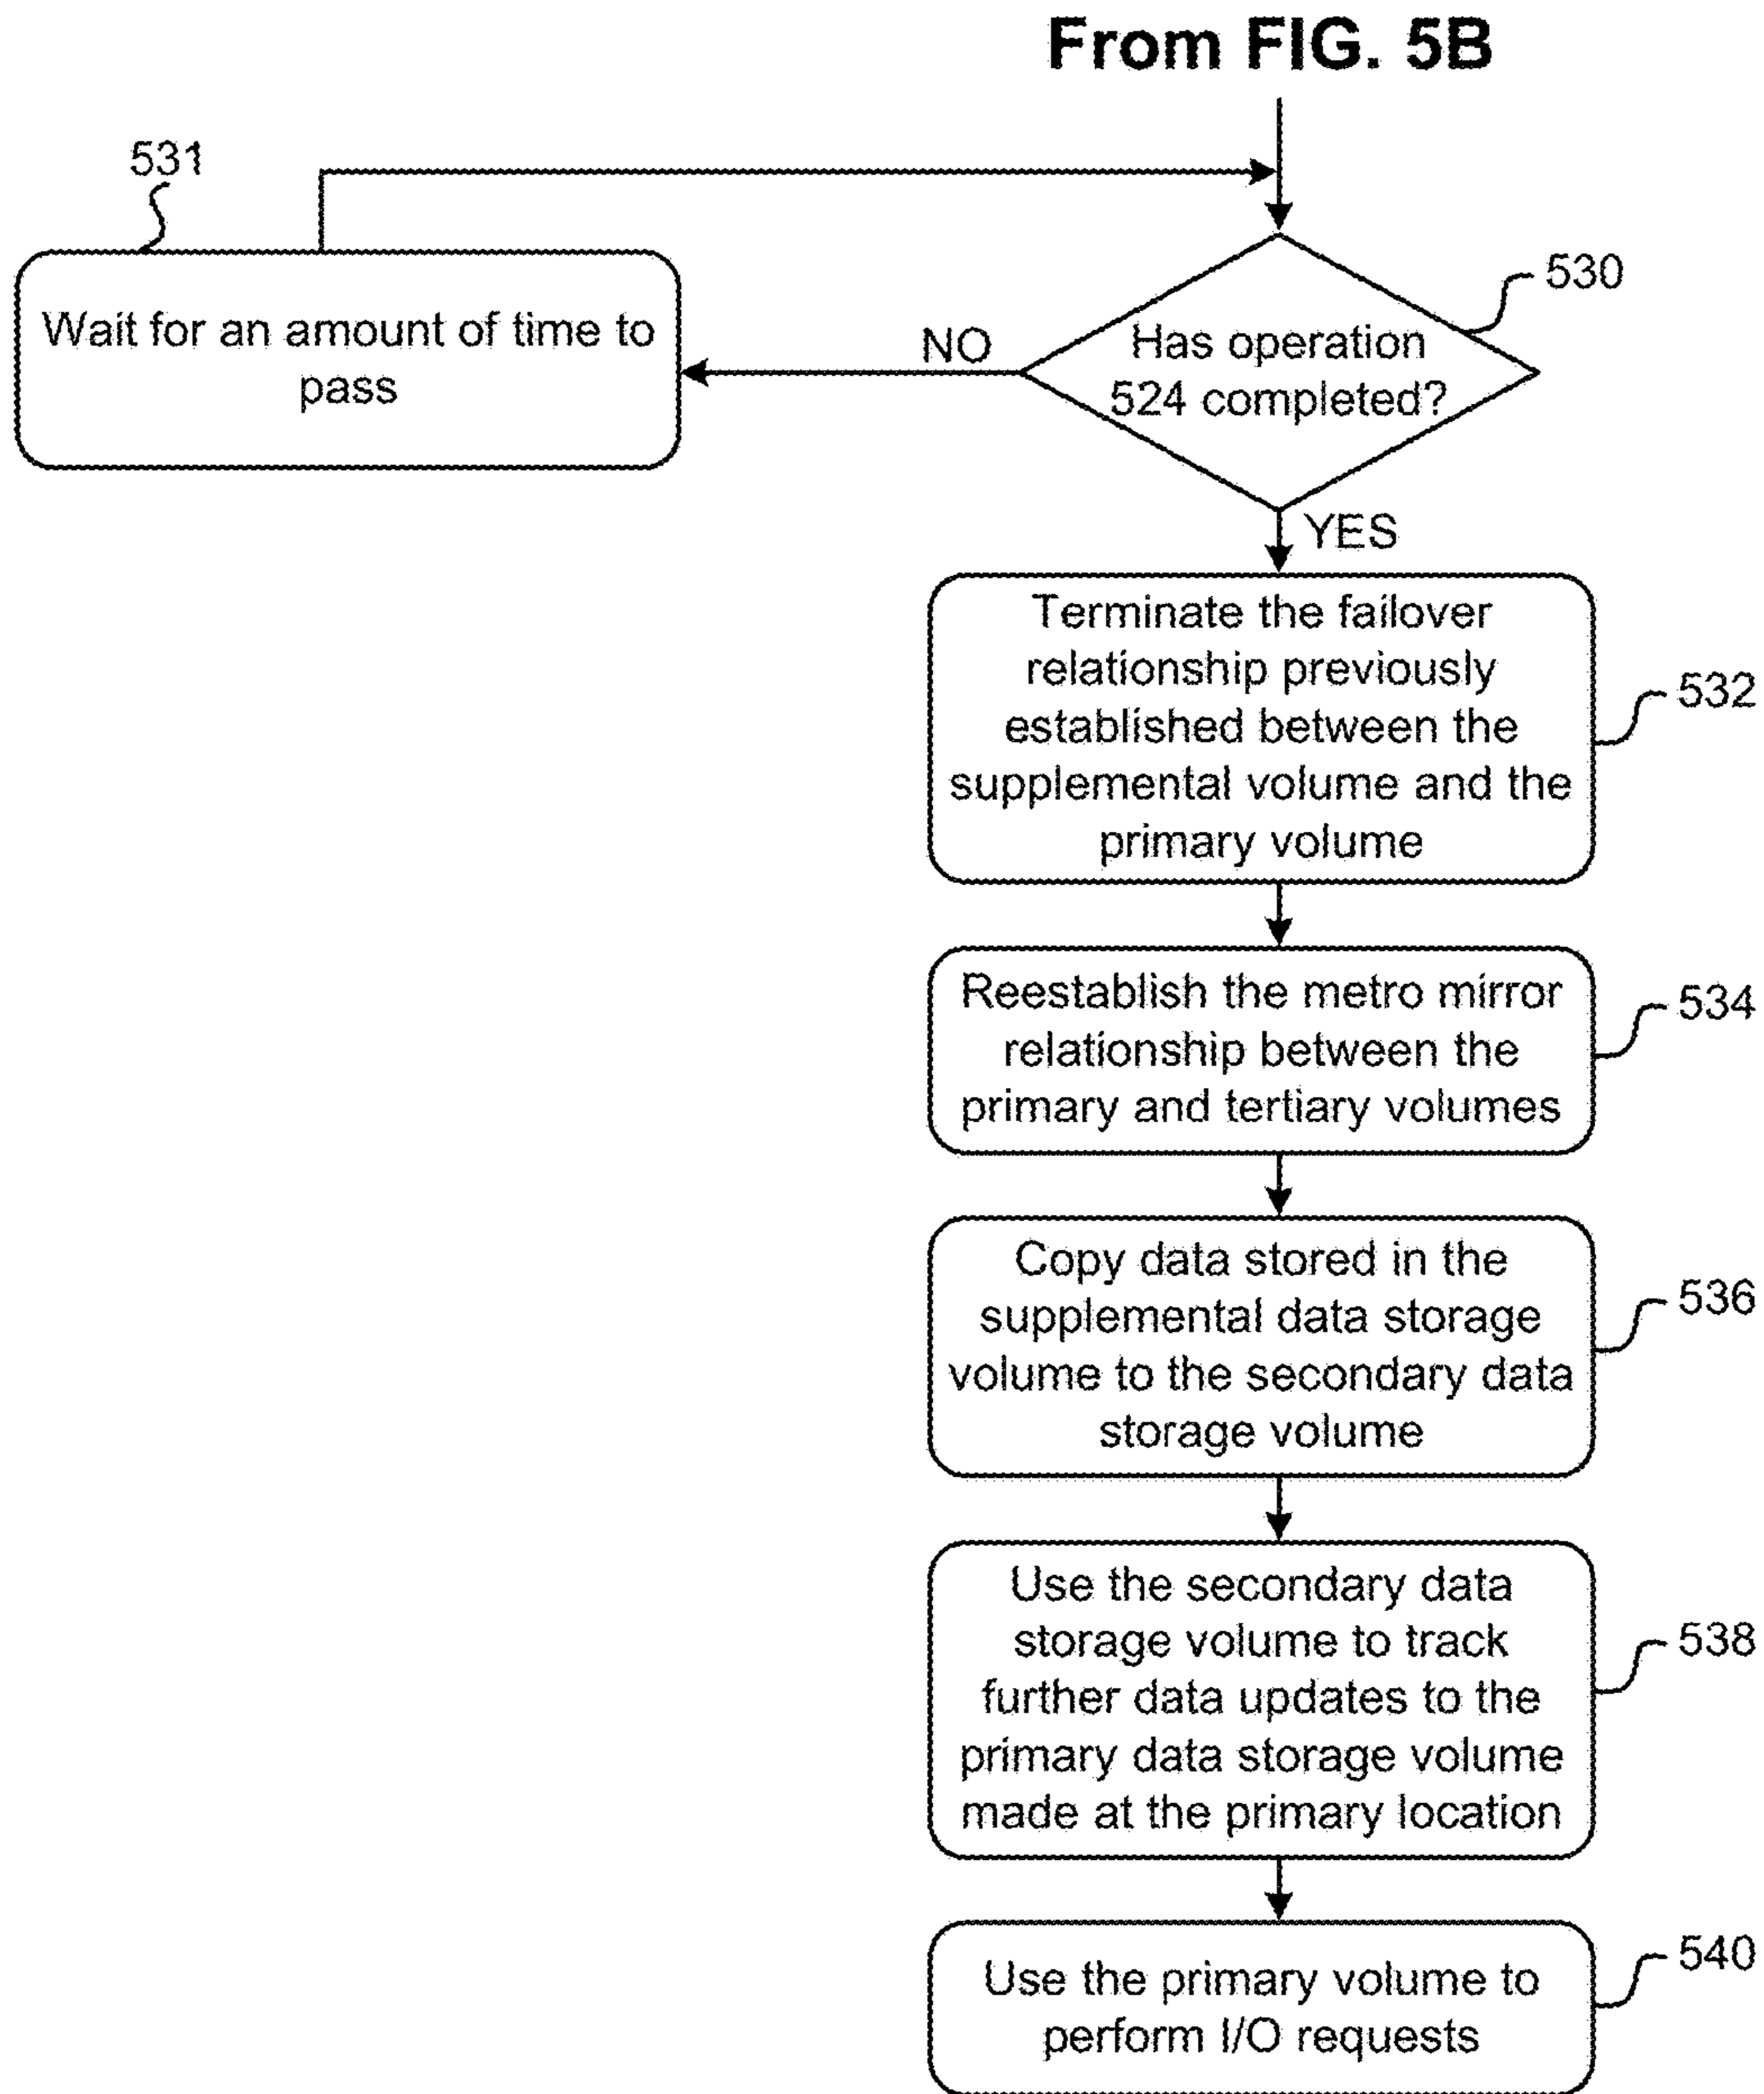 From FIG. 5B
531
530
Wait for an amount of time to
pass
NO
Has operation
524 completed?
YES
Terminate the failover
relationship previously
established between the
supplemental volume and the
primary volume
532
Reestablish the metro mirror
relationship between the
primary and tertiary volumes
534
Copy data stored in the
supplemental data storage
volume to the secondary data
storage volume
536
Use the secondary data
storage volume to track
further data updates to the
primary data storage volume
made at the primary location
538
Use the primary volume to
perform I/O requests
540